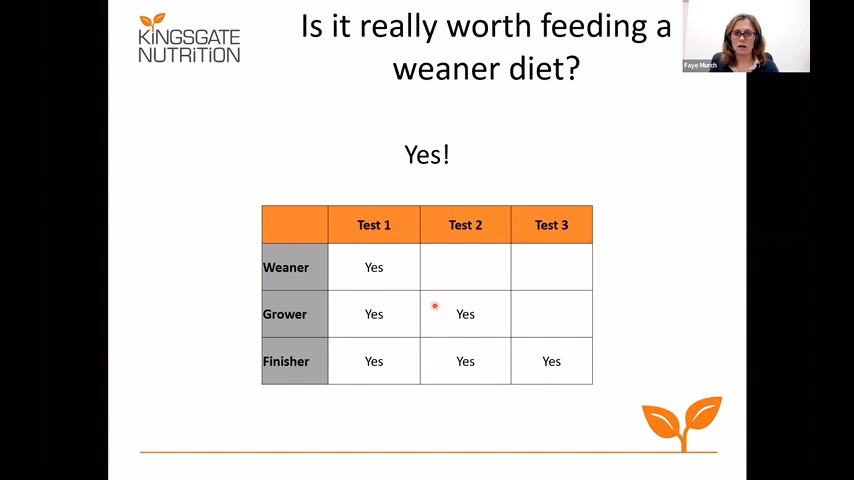 KiNGSGATE
NUTRiTiON
Is it really worth feeding a
weaner diet?
Faye Murch
Yes!
Test 1 Test 2 Test 3
Weaner Yes
Grower Yes Yes
Finisher Yes Yes Yes